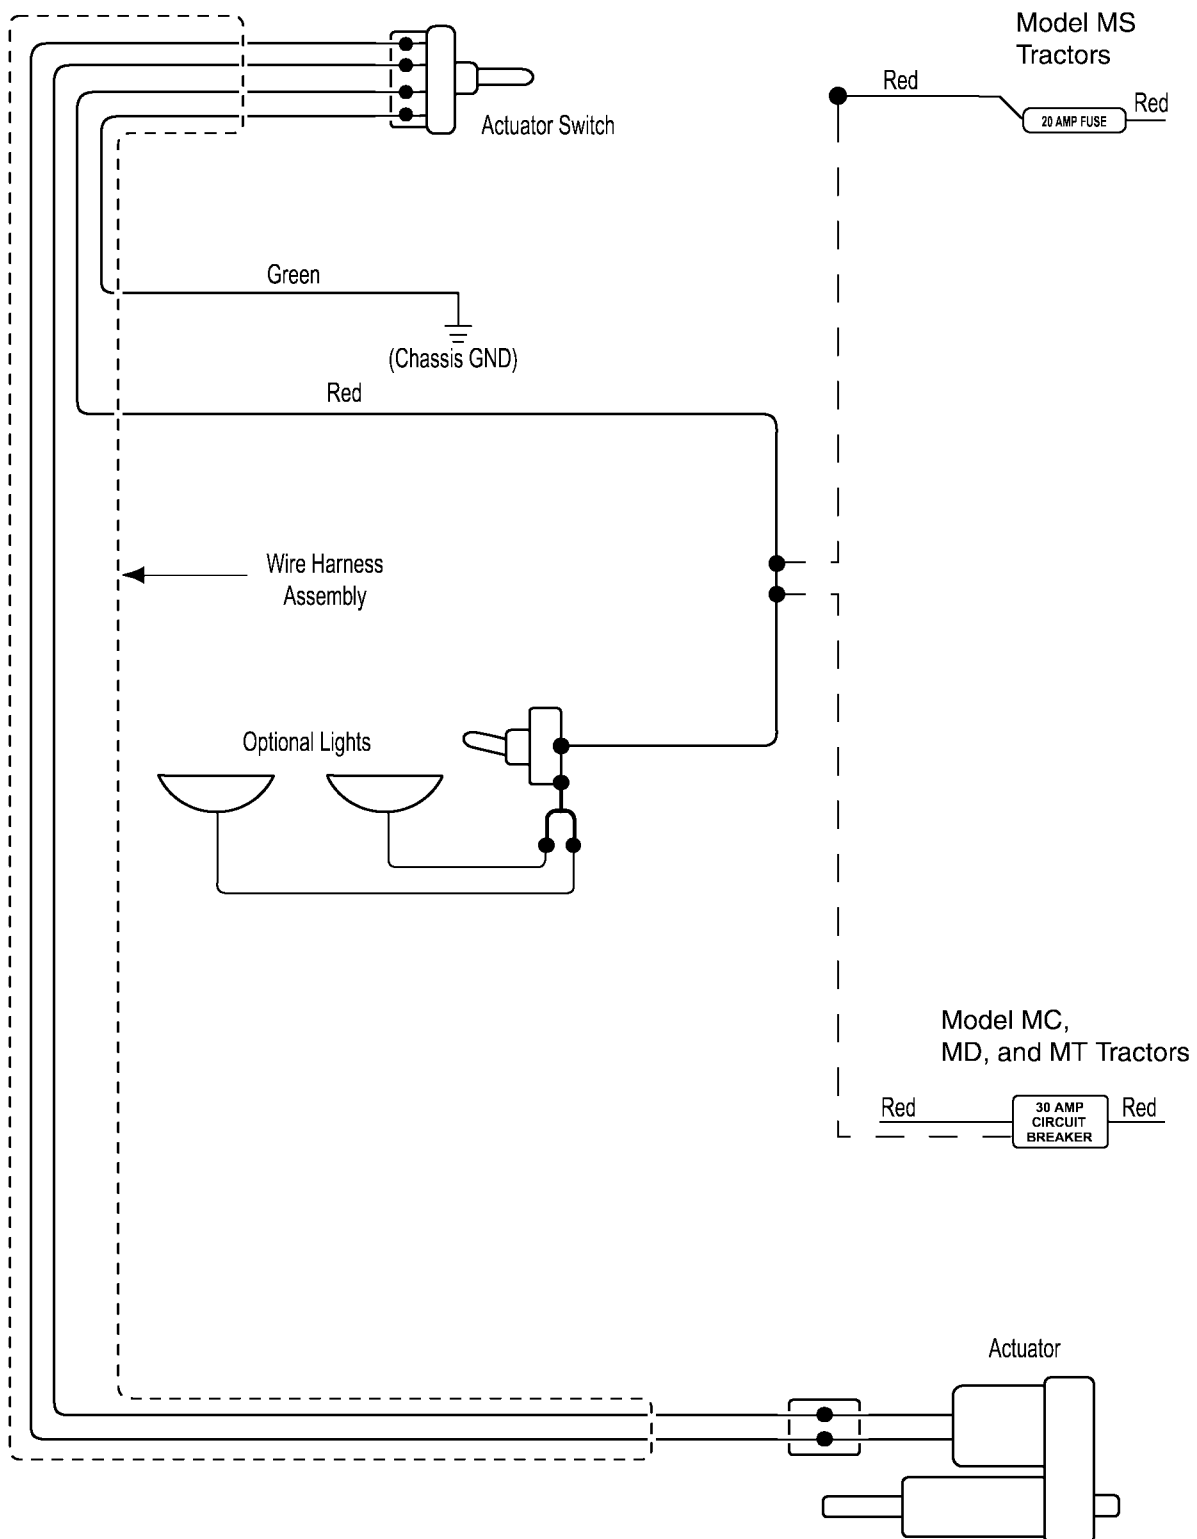 Model MS
Tractors
Red
Red
20 AMP FUSE
Actuator Switch
Green
(Chassis GND)
Red
Wire Harness
Assembly
Optional Lights
Model MC,
MD, and MT Tractors
Red
30 AMP
CIRCUIT
BREAKER
Red
Actuator